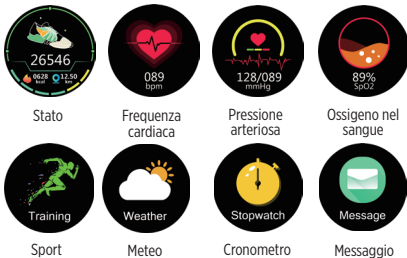 26546
0628 12.50
kcal km
089
bpm
128/089
mmHg
89%
SpO2
Stato
Frequenza
cardiaca
Pressione
arteriosa
Ossigeno nel
sangue
Training
Weather
Stopwatch
Message
Sport
Meteo
Cronometro
Messaggio